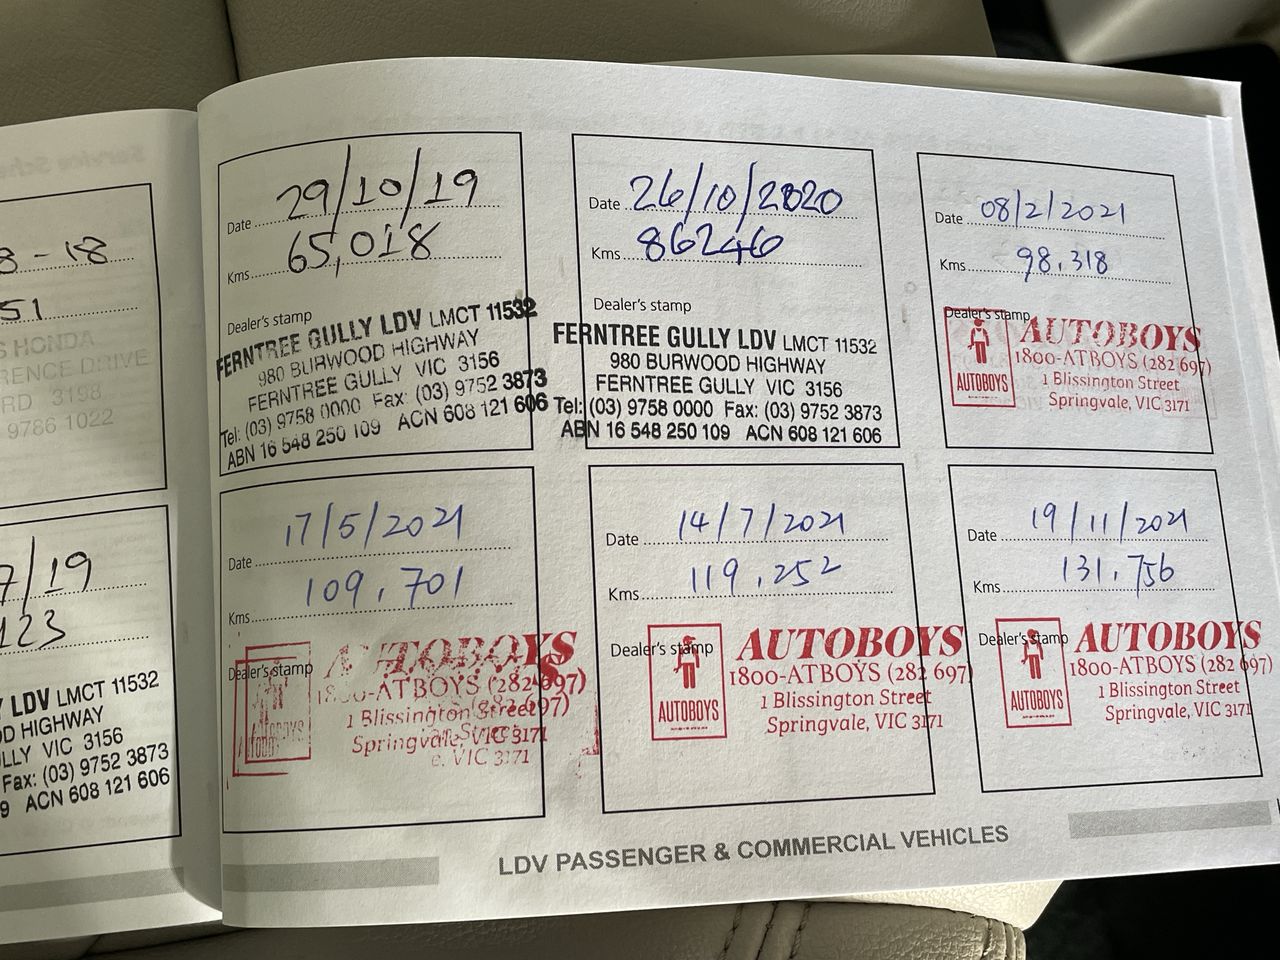 8 - 18
51
S HONDA
RENCE DRIVE
RD 3198
9786 1022
7/19
123
Y LDV LMCT 11532
D HIGHWAY
LLY VIC 3156
Fax: (03) 9752 3873
9 ACN 608 121 606
Date 29/10/19
Kms 65,018
Dealer's stamp
FERNTREE GULLY LDV LMCT 11532
980 BURWOOD HIGHWAY
FERNTREE GULLY VIC 3156
Tel: (03) 9758 0000 Fax: (03) 9752 3873
ABN 16 548 250 109 ACN 608 121 606
Date 26/10/2020
Kms 86246
Dealer's stamp
FERNTREE GULLY LDV LMCT 11532
980 BURWOOD HIGHWAY
FERNTREE GULLY VIC 3156
Tel: (03) 9758 0000 Fax: (03) 9752 3873
ABN 16 548 250 109 ACN 608 121 606
Date 08/2/2021
Kms 98,318
Dealer's stamp
AUTOBOYS
1800-ATBOYS (282 697)
AUTOBOYS
1 Blissington Street
Springvale, VIC 3171
Date 17/5/2021
Kms 109,701
Dealer's stamp
AUTOBOYS
1800-ATBOYS (282 697)
AUTOBOYS
1 Blissington Street
Springvale, VIC 3171
Date 14/7/2021
Kms 119,252
Dealer's stamp
AUTOBOYS
1800-ATBOYS (282 697)
AUTOBOYS
1 Blissington Street
Springvale, VIC 3171
Date 19/11/2021
Kms 131,756
Dealer's stamp
AUTOBOYS
1800-ATBOYS (282 697)
AUTOBOYS
1 Blissington Street
Springvale, VIC 3171
LDV PASSENGER & COMMERCIAL VEHICLES